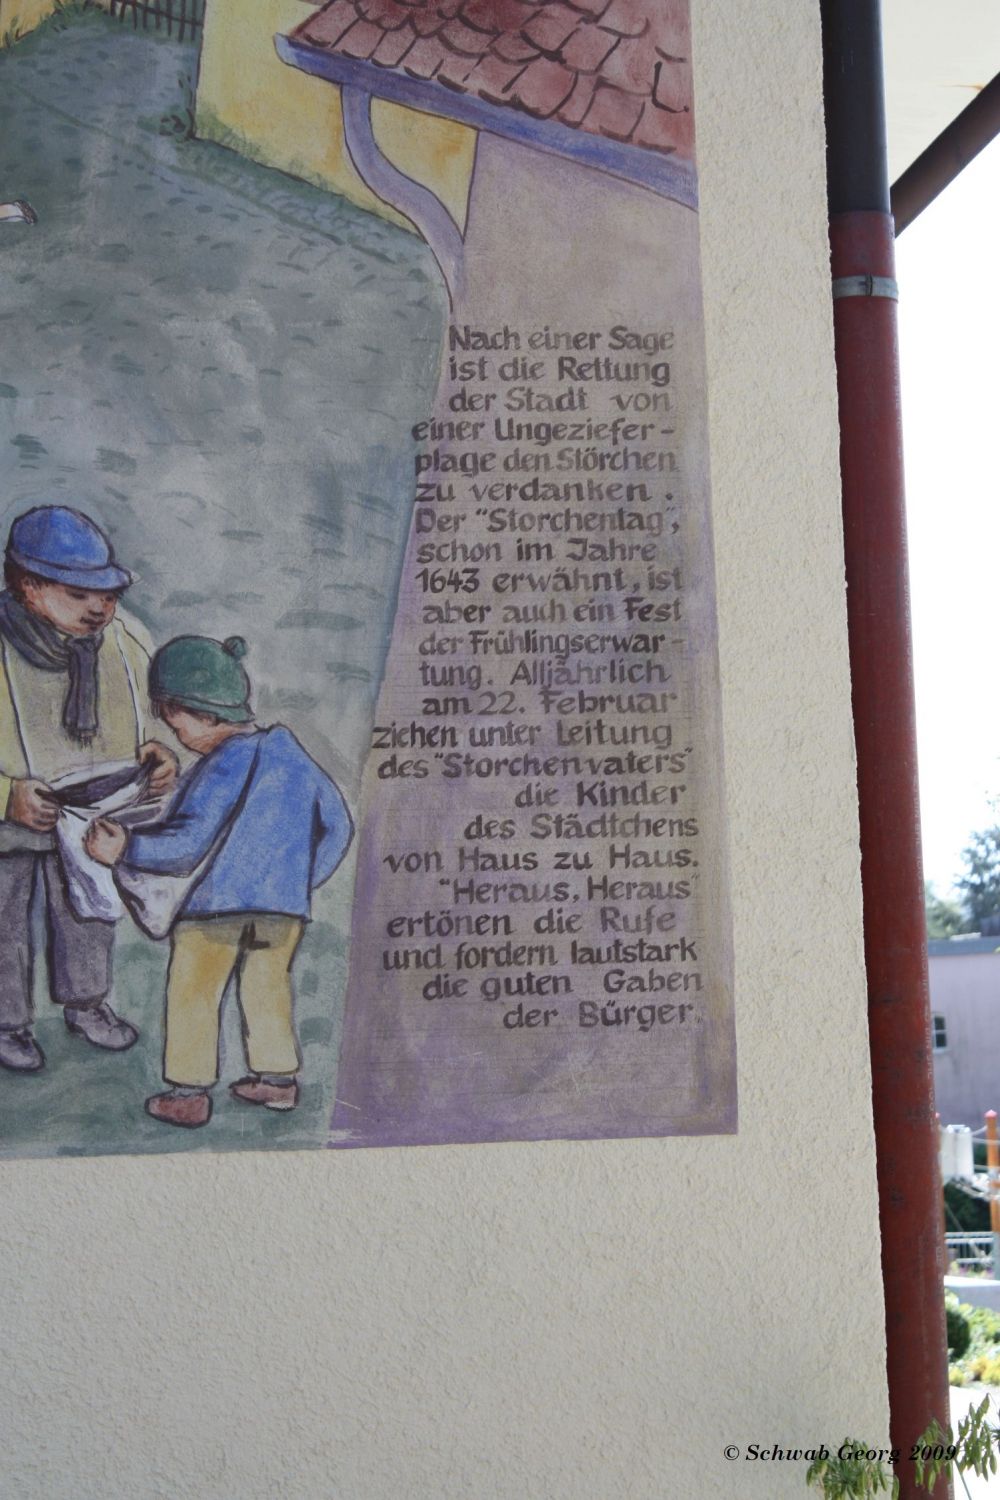 Nach einer Sage
ist die Rettung
der Stadt von
einer Ungeziefer-
plage den Störchen
zu verdanken.
Der "Storchentag",
schon im Jahre
1643 erwähnt, ist
aber auch ein Fest
der Frühlingserwar-
tung. Alljährlich
am 22. Februar
ziehen unter Leitung
des "Storchenvaters"
die Kinder
des Städtchens
von Haus zu Haus.
"Heraus, Heraus"
ertönen die Rufe
und fordern lautstark
die guten Gaben
der Bürger.
© Schwab Georg 2009